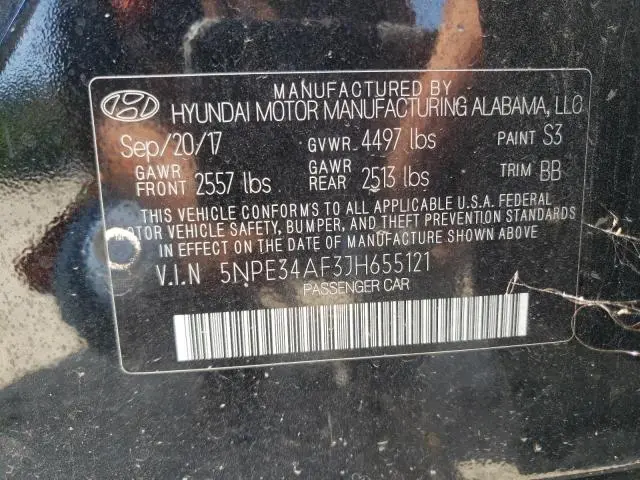 MANUFACTURED BY
HYUNDAI MOTOR MANUFACTURING ALABAMA, LLC
Sep/20/17 GVWR 4497 lbs PAINT S3
GAWR FRONT 2557 lbs GAWR REAR 2513 lbs TRIM BB
THIS VEHICLE CONFORMS TO ALL APPLICABLE U.S.A. FEDERAL
MOTOR VEHICLE SAFETY, BUMPER, AND THEFT PREVENTION STANDARDS
IN EFFECT ON THE DATE OF MANUFACTURE SHOWN ABOVE.
V.I.N 5NPE34AF3JH655121
PASSENGER CAR